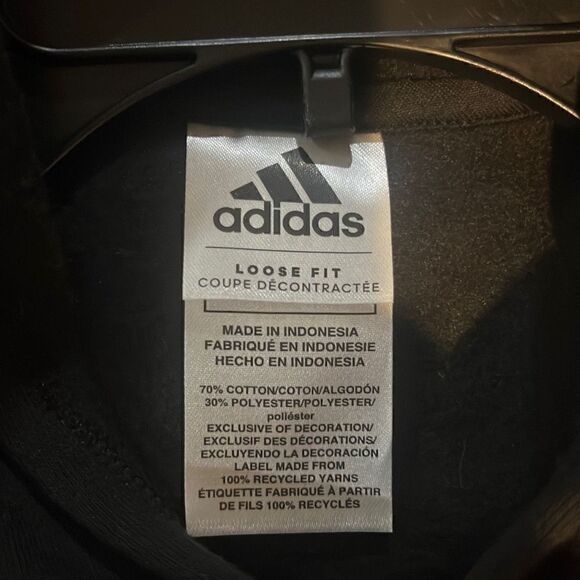 adidas
LOOSE FIT
COUPE DÉCONTRACTÉE
MADE IN INDONESIA
FABRIQUÉ EN INDONESIE
HECHO EN INDONESIA
70% COTTON/COTON/ALGODÓN
30% POLYESTER/POLYESTER/
poliéster
EXCLUSIVE OF DECORATION/
EXCLUSIF DES DÉCORATIONS/
EXCLUYENDO LA DECORACIÓN
LABEL MADE FROM
100% RECYCLED YARNS
ÉTIQUETTE FABRIQUÉ À PARTIR
DE FILS 100% RECYCLÉS